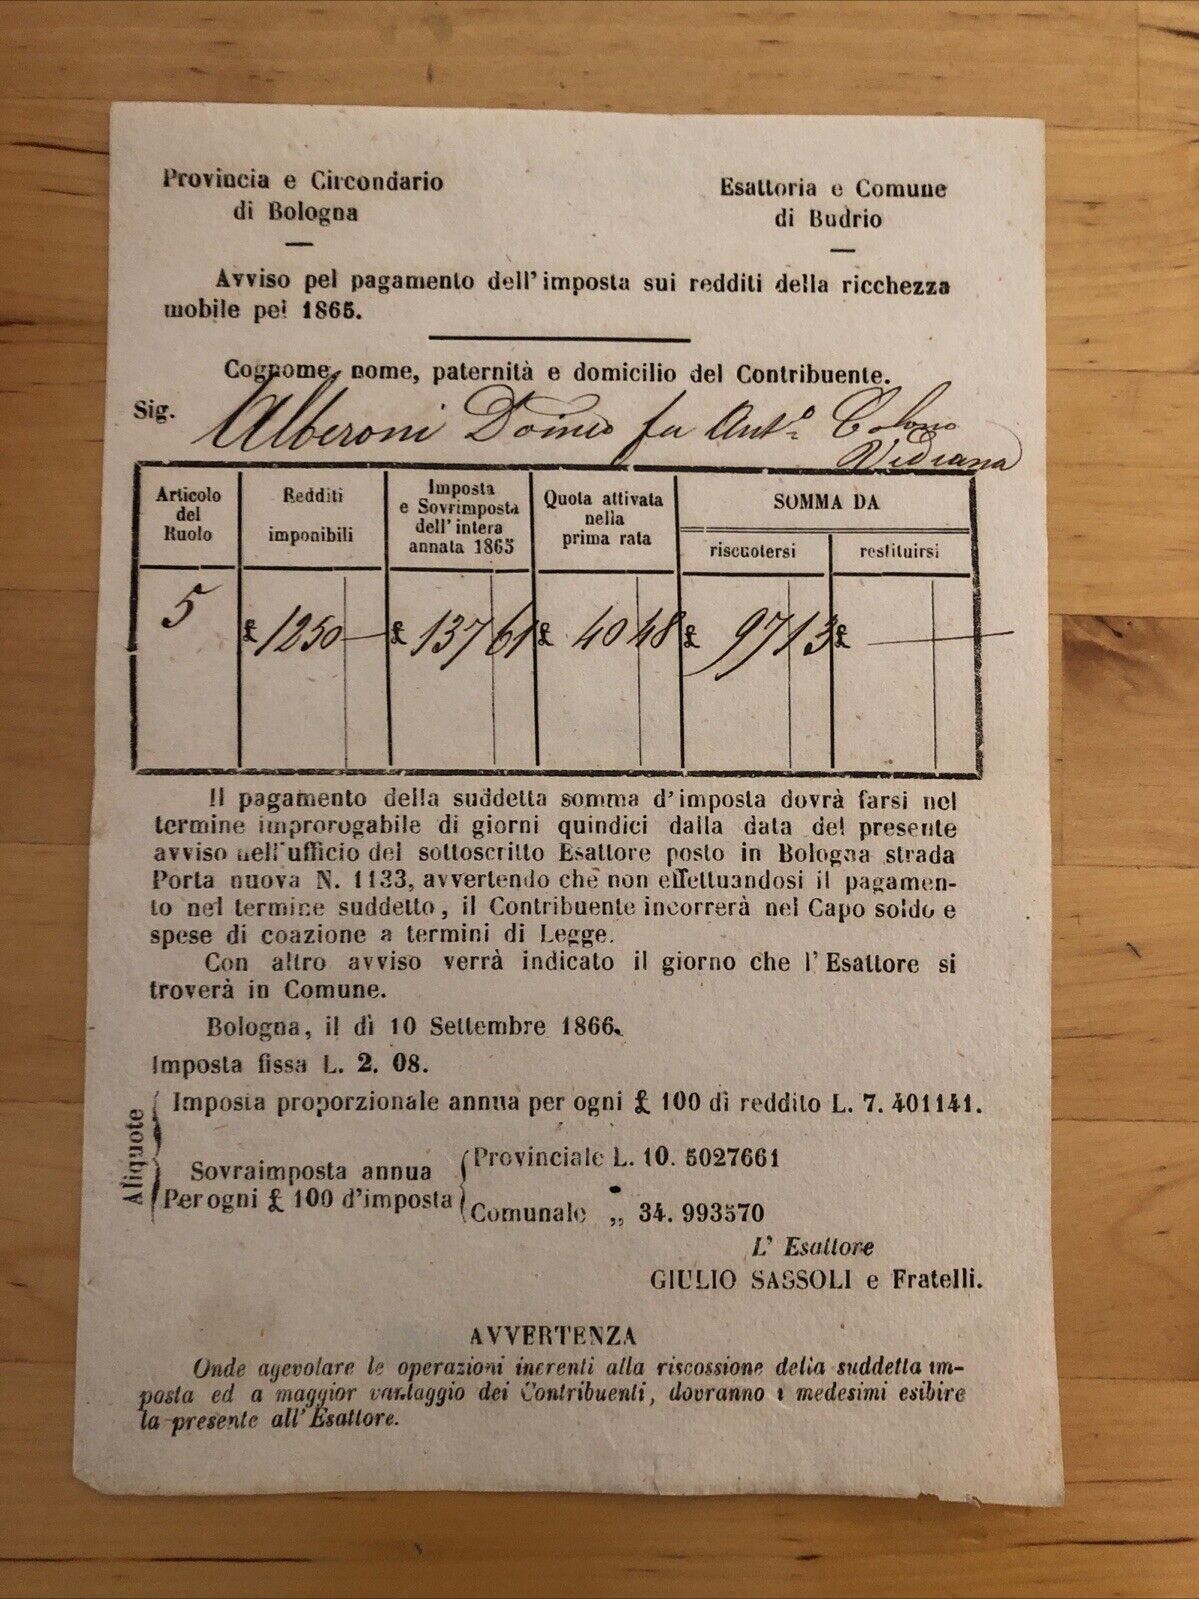 Provincia e Circondario
di Bologna
Esattoria e Comune
di Budrio
Avviso pel pagamento dell'imposta sui redditi della ricchezza
mobile pel 1865.
Cognome, nome, paternità e domicilio del Contribuente.
Sig. Alberoni Doinco fu Ant.o Colono
Vedrana
Articolo
del
Ruolo
Redditi
imponibili
Imposta
e Sovrimposta
dell'intera
annata 1865
Quota attivata
nella
prima rata
SOMMA DA
riscuotersi
restituirsi
5 £ 1250 — £ 137 61 £ 40 48 £ 97 13 £ —
Il pagamento della suddetta somma d'imposta dovrà farsi nel
termine improrogabile di giorni quindici dalla data del presente
avviso nell'ufficio del sottoscritto Esattore posto in Bologna strada
Porta nuova N. 1133, avvertendo che non effettuandosi il pagamen-
to nel termine suddetto, il Contribuente incorrerà nel Capo soldo e
spese di coazione a termini di Legge.
Con altro avviso verrà indicato il giorno che l'Esattore si
troverà in Comune.
Bologna, il dì 10 Settembre 1866.
Imposta fissa L. 2. 08.
Aliquote
Imposta proporzionale annua per ogni £ 100 di reddito L. 7. 401141.
Sovraimposta annua
Per ogni £ 100 d'imposta
Provinciale L. 10. 5027661
Comunale „ 34. 993570
L' Esattore
GIULIO SASSOLI e Fratelli.
AVVERTENZA
Onde agevolare le operazioni inerenti alla riscossione della suddetta im-
posta ed a maggior vantaggio dei Contribuenti, dovranno i medesimi esibire
la presente all'Esattore.